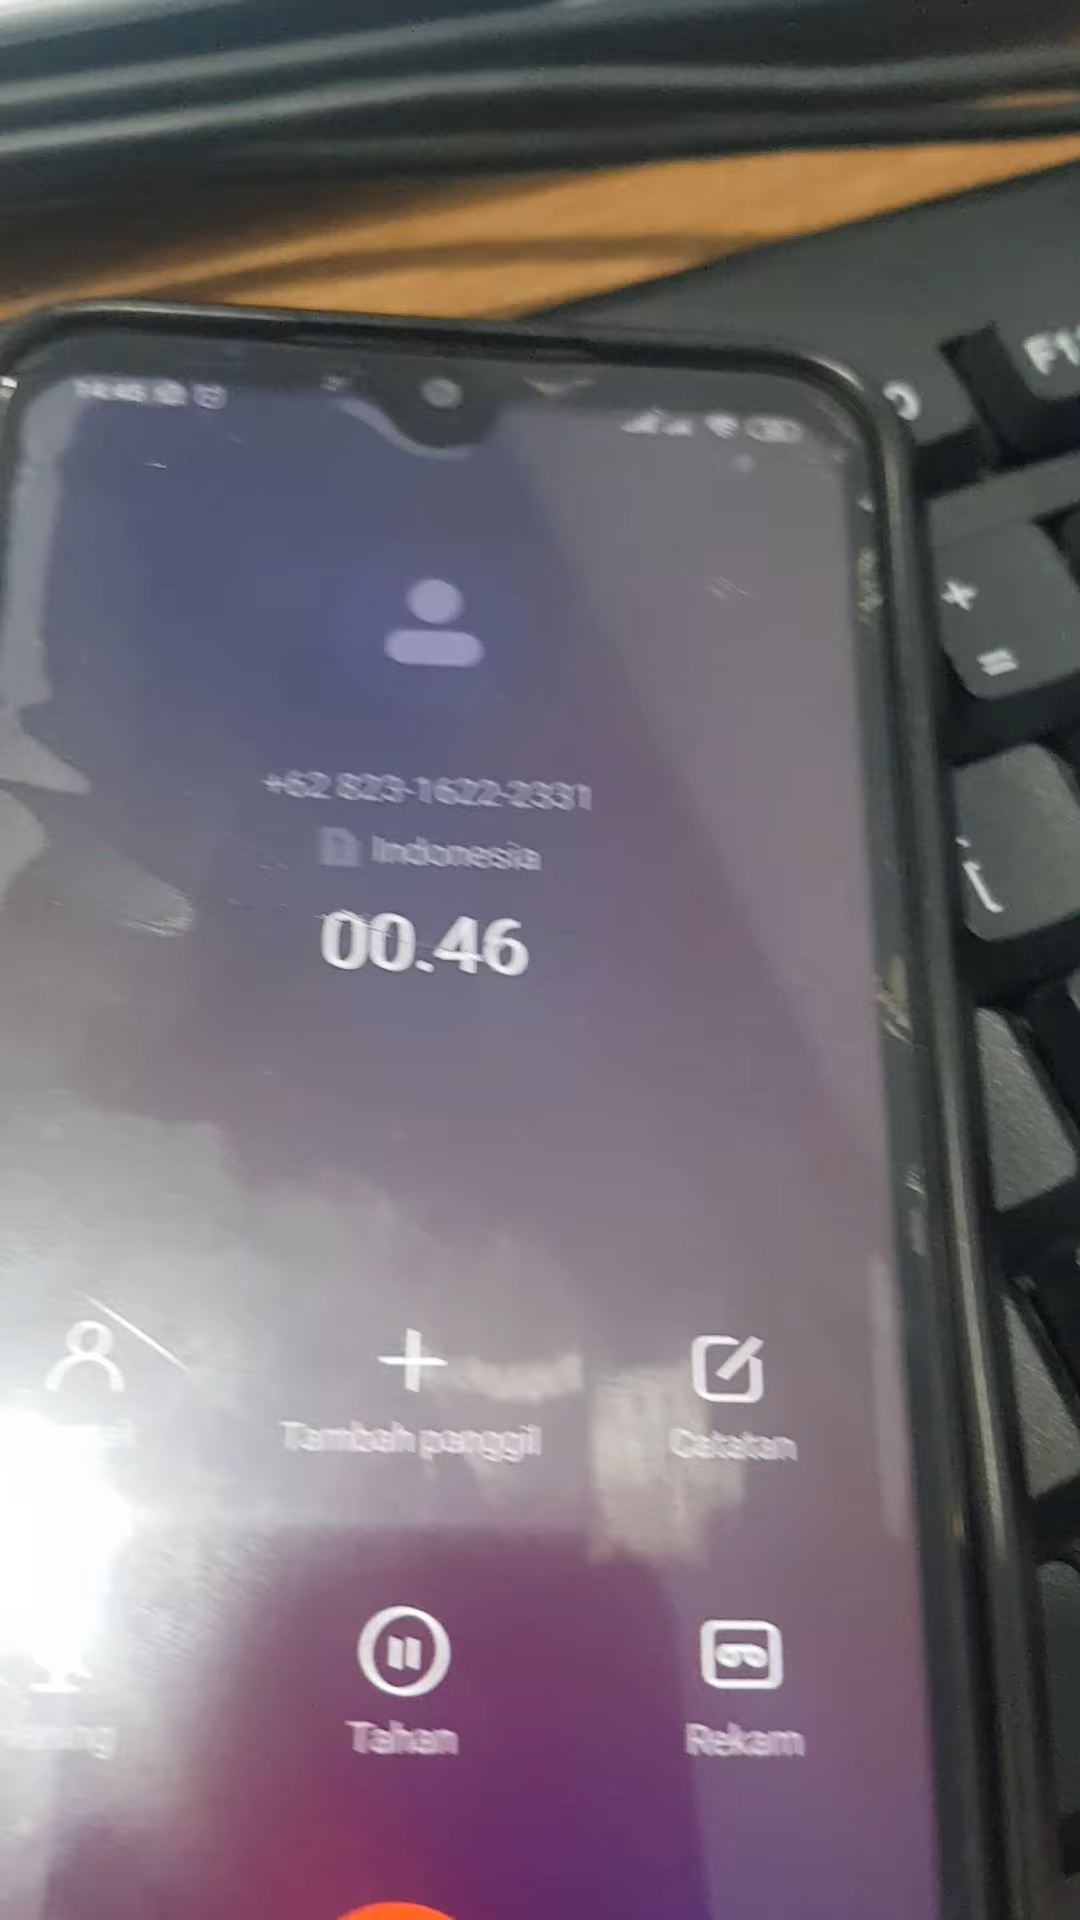 +62 823-1622-2331
Indonesia
00.46
Tambah panggil
Catatan
Tahan
Rekam
+
=
[